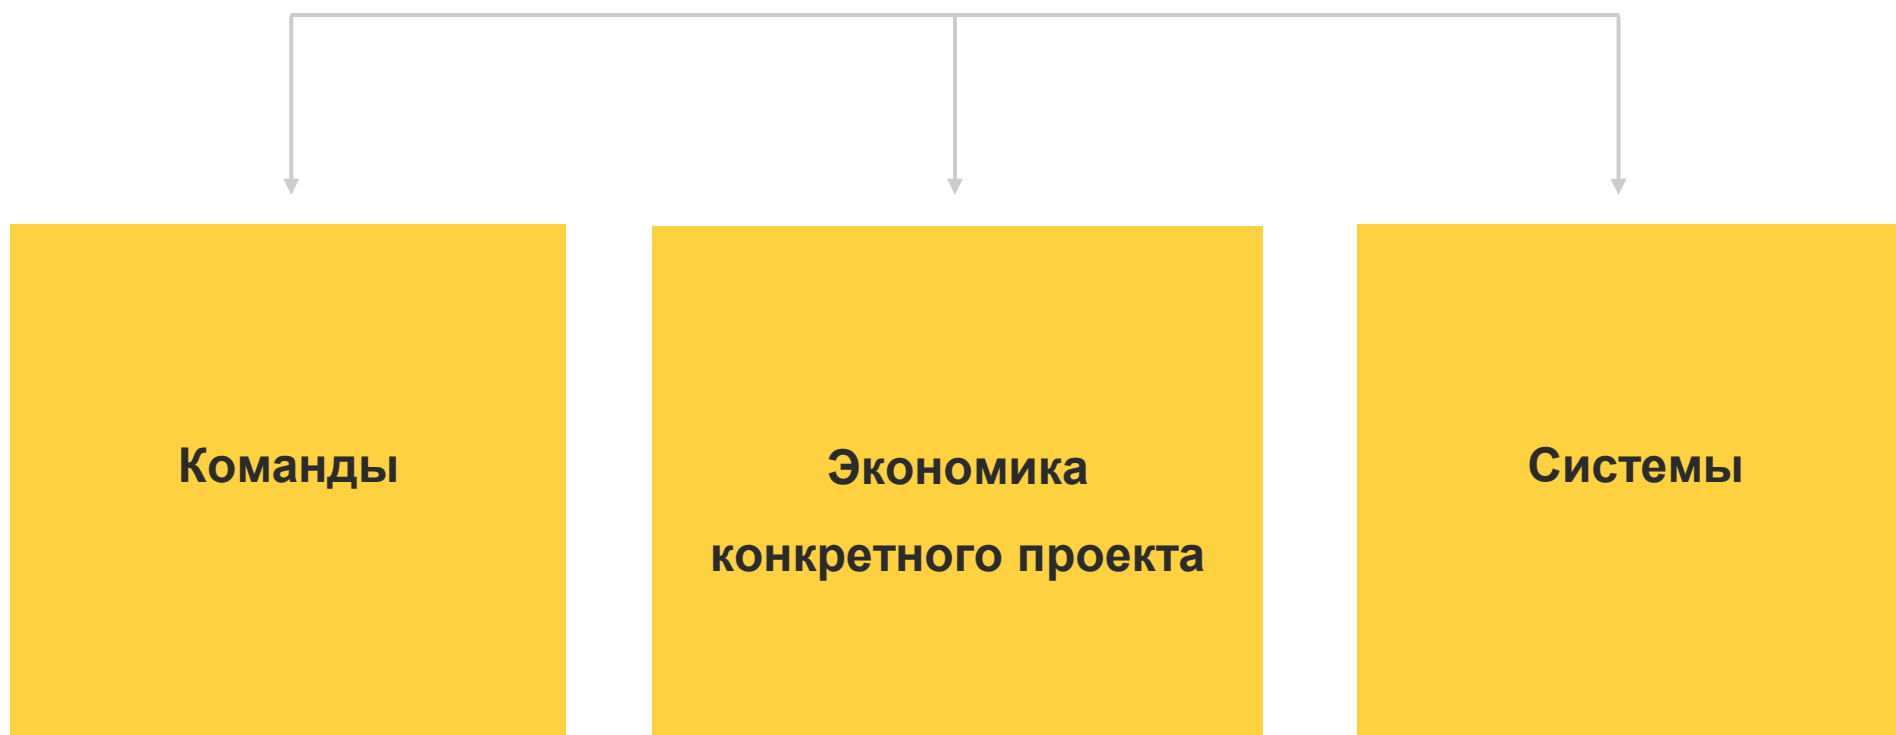 Команды
Экономика
конкретного проекта
Системы